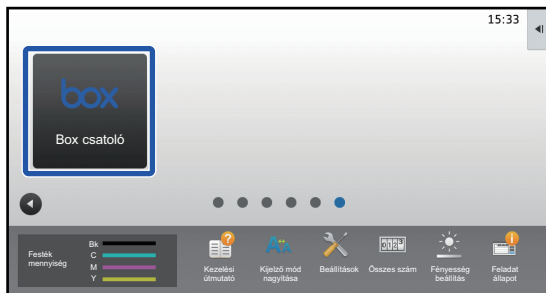 15:33
box
Box csatoló
Festék
mennyiség
Bk
C
M
Y
Kezelési
útmutató
Kijelző mód
nagyítása
Beállítások
Összes szám
Fényesség
beállítás
Feladat
állapot